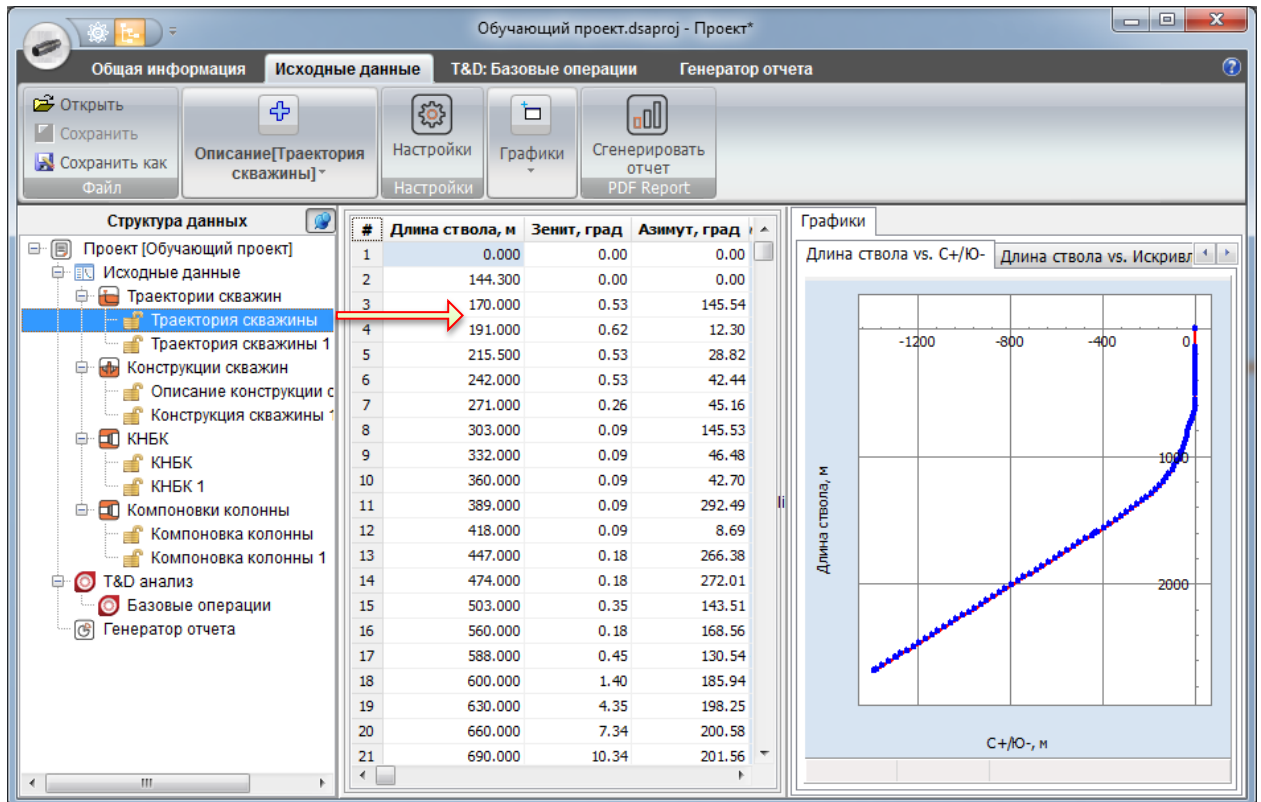 Обучающий проект.dsaproj - Проект*
Общая информация Исходные данные T&D: Базовые операции Генератор отчета
Открыть
Сохранить
Сохранить как
Файл
Описание[Траектория
скважины]
Настройки
Настройки
Графики
Сгенерировать
отчет
PDF Report
Структура данных
Проект [Обучающий проект]
Исходные данные
Траектории скважин
Траектория скважины
Траектория скважины 1
Конструкции скважин
Описание конструкции с
Конструкция скважины 1
КНБК
КНБК
КНБК 1
Компоновки колонны
Компоновка колонны
Компоновка колонны 1
T&D анализ
Базовые операции
Генератор отчета
# Длина ствола, м Зенит, град Азимут, град
1 0.000 0.00 0.00
2 144.300 0.00 0.00
3 170.000 0.53 145.54
4 191.000 0.62 12.30
5 215.500 0.53 28.82
6 242.000 0.53 42.44
7 271.000 0.26 45.16
8 303.000 0.09 145.53
9 332.000 0.09 46.48
10 360.000 0.09 42.70
11 389.000 0.09 292.49
12 418.000 0.09 8.69
13 447.000 0.18 266.38
14 474.000 0.18 272.01
15 503.000 0.35 143.51
16 560.000 0.18 168.56
17 588.000 0.45 130.54
18 600.000 1.40 185.94
19 630.000 4.35 198.25
20 660.000 7.34 200.58
21 690.000 10.34 201.56
Графики
Длина ствола vs. С+/Ю- Длина ствола vs. Искривл
-1200 -800 -400 0
1000
2000
Длина ствола, м
С+/Ю-, м